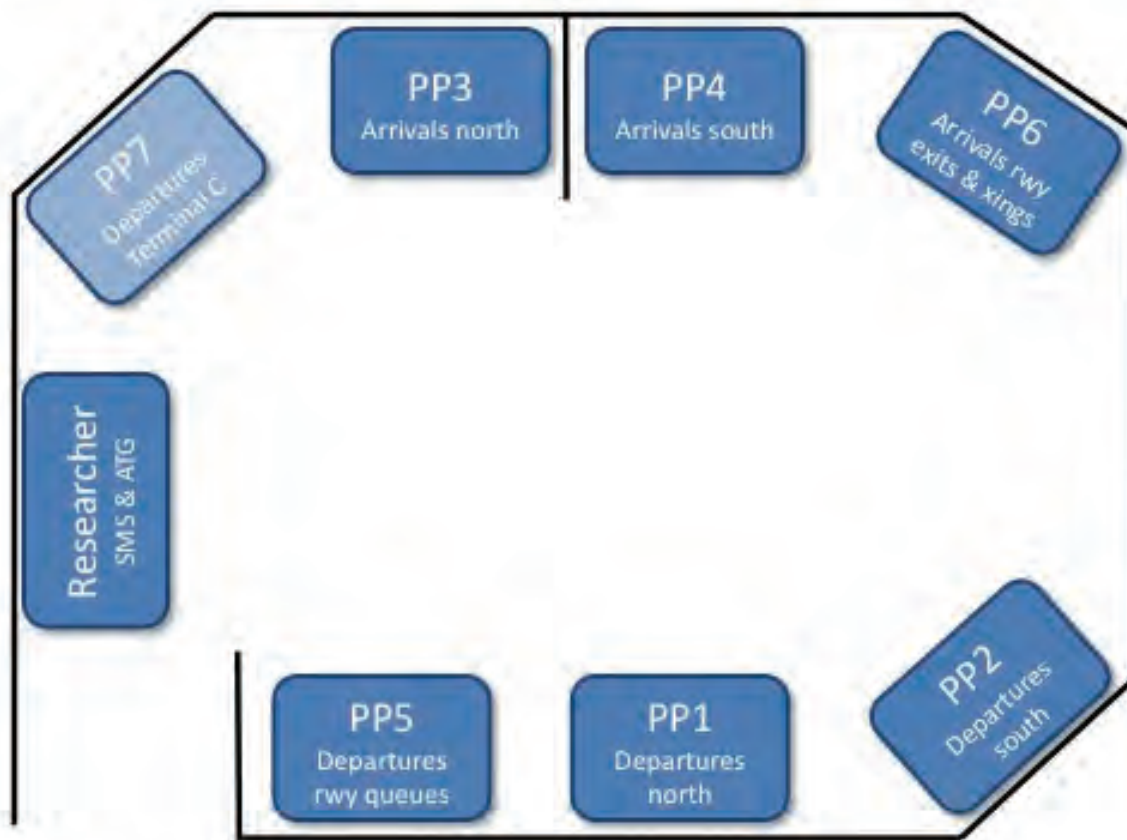 PP3
Arrivals north
PP4
Arrivals south
PP6
Arrivals rwy
exits & xings
PP7
Departures
Terminal C
Researcher
SMS & ATG
PP5
Departures
rwy queues
PP1
Departures
north
PP2
Departures
south